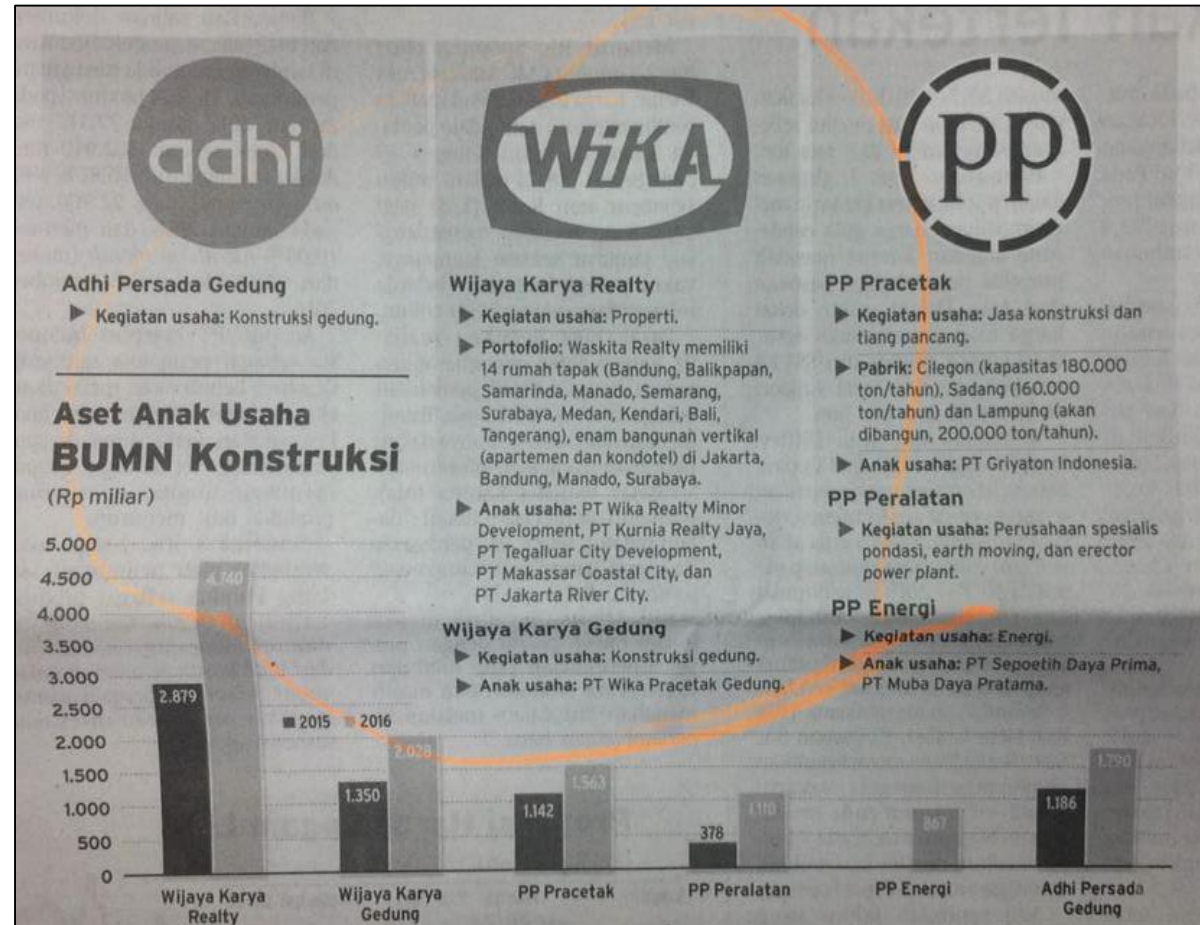 adhi
WiKA
pp
Adhi Persada Gedung
▶ Kegiatan usaha: Konstruksi gedung.
Aset Anak Usaha
BUMN Konstruksi
(Rp miliar)
Wijaya Karya Realty
▶ Kegiatan usaha: Properti.
▶ Portofolio: Waskita Realty memiliki
14 rumah tapak (Bandung, Balikpapan,
Samarinda, Manado, Semarang,
Surabaya, Medan, Kendari, Bali,
Tangerang), enam bangunan vertikal
(apartemen dan kondotel) di Jakarta,
Bandung, Manado, Surabaya.
▶ Anak usaha: PT Wika Realty Minor
Development, PT Kurnia Realty Jaya,
PT Tegalluar City Development,
PT Makassar Coastal City, dan
PT Jakarta River City.
Wijaya Karya Gedung
▶ Kegiatan usaha: Konstruksi gedung.
▶ Anak usaha: PT Wika Pracetak Gedung.
PP Pracetak
▶ Kegiatan usaha: Jasa konstruksi dan
tiang pancang.
▶ Pabrik: Cilegon (kapasitas 180.000
ton/tahun), Sadang (160.000
ton/tahun) dan Lampung (akan
dibangun, 200.000 ton/tahun).
▶ Anak usaha: PT Griyaton Indonesia.
PP Peralatan
▶ Kegiatan usaha: Perusahaan spesialis
pondasi, earth moving, dan erector
power plant.
PP Energi
▶ Kegiatan usaha: Energi.
▶ Anak usaha: PT Sepoetih Daya Prima,
PT Muba Daya Pratama.
5.000
4.500
4.000
3.500
3.000
2.500
2.000
1.500
1.000
500
0
2015 2016
2.879 4.740
1.350 2.028
1.142 1.563
378 1.110
867
1.186 1.790
Wijaya Karya
Realty
Wijaya Karya
Gedung
PP Pracetak
PP Peralatan
PP Energi
Adhi Persada
Gedung